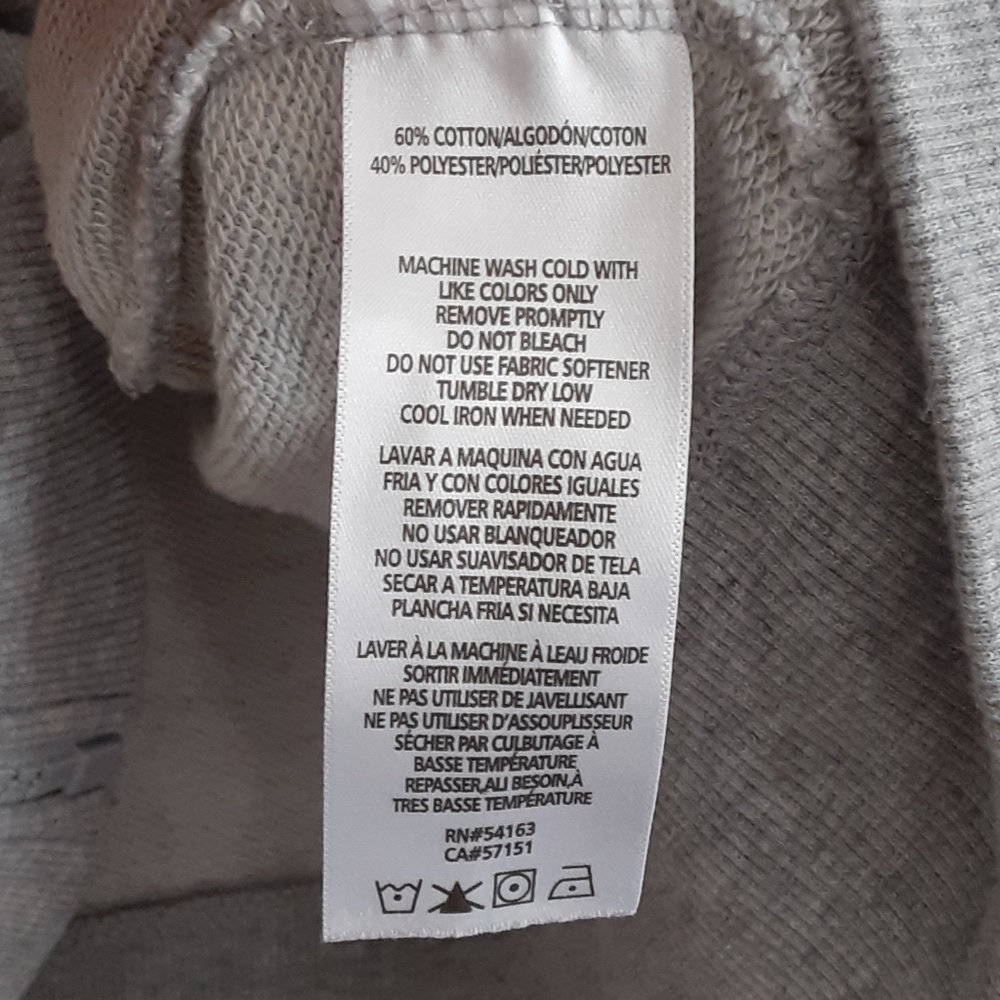 60% COTTON/ALGODÓN/COTON
40% POLYESTER/POLIÉSTER/POLYESTER
MACHINE WASH COLD WITH
LIKE COLORS ONLY
REMOVE PROMPTLY
DO NOT BLEACH
DO NOT USE FABRIC SOFTENER
TUMBLE DRY LOW
COOL IRON WHEN NEEDED
LAVAR A MAQUINA CON AGUA
FRIA Y CON COLORES IGUALES
REMOVER RAPIDAMENTE
NO USAR BLANQUEADOR
NO USAR SUAVISADOR DE TELA
SECAR A TEMPERATURA BAJA
PLANCHA FRIA SI NECESITA
LAVER À LA MACHINE À LEAU FROIDE
SORTIR IMMÉDIATEMENT
NE PAS UTILISER DE JAVELLISANT
NE PAS UTILISER D'ASSOUPLISSEUR
SÉCHER PAR CULBUTAGE À
BASSE TEMPÉRATURE
REPASSER,ALI BESOIN,À
TRES BASSE TEMPÉRATURE
RN#54163
CA#57151